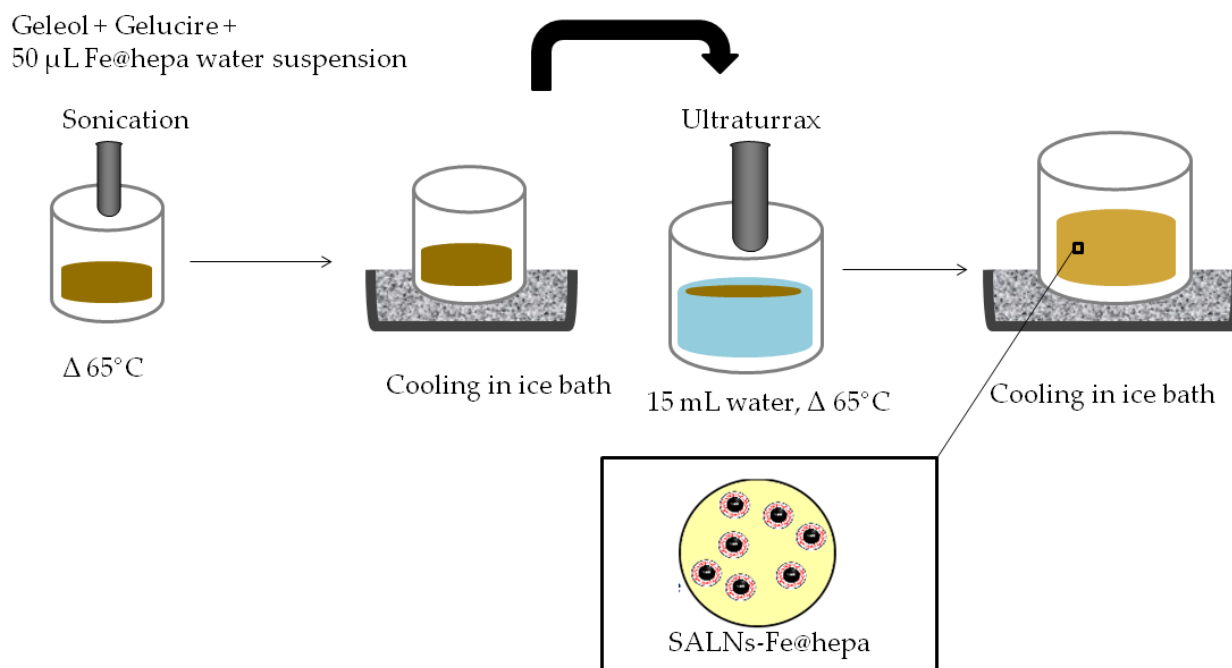 Geleol + Gelucire +
50 µL Fe@hepa water suspension
Sonication
Ultraturrax
Δ 65°C
Cooling in ice bath
15 mL water, Δ 65°C
Cooling in ice bath
SALNs-Fe@hepa